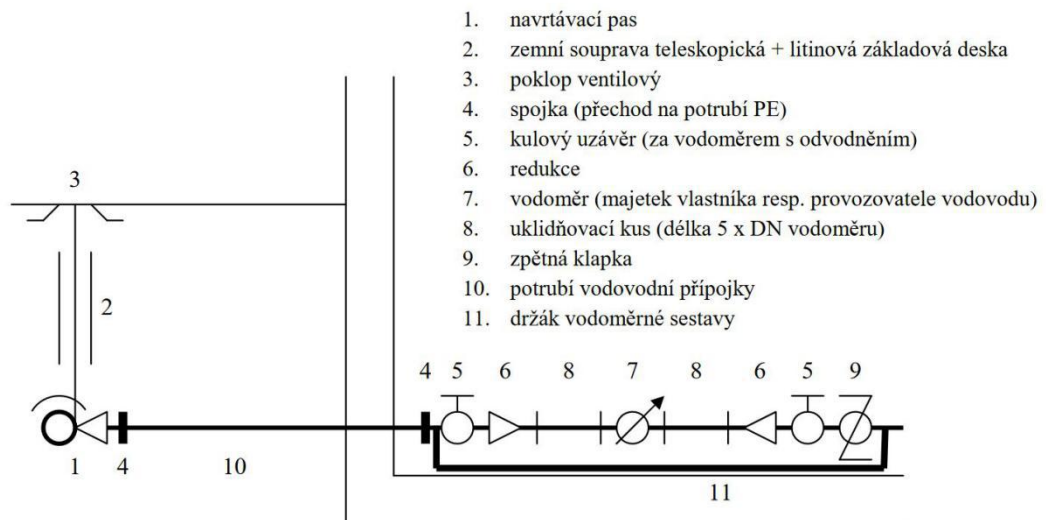 1. navrtávací pas
2. zemní souprava teleskopická + litinová základová deska
3. poklop ventilový
4. spojka (přechod na potrubí PE)
5. kulový uzávěr (za vodoměrem s odvodněním)
6. redukce
7. vodoměr (majetek vlastníka resp. provozovatele vodovodu)
8. uklidňovací kus (délka 5 x DN vodoměru)
9. zpětná klapka
10. potrubí vodovodní přípojky
11. držák vodoměrné sestavy
3
2
4 5 6 8 7 8 6 5 9
1 4 10
11